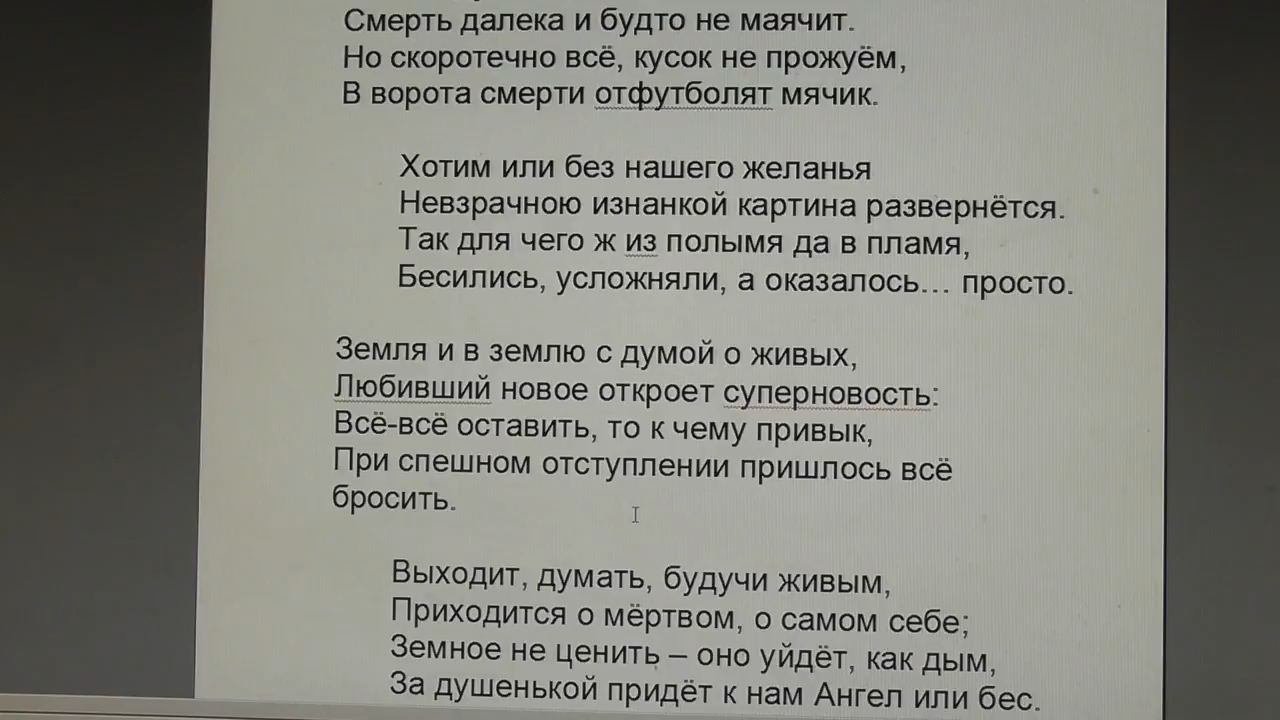 Смерть далека и будто не маячит.
Но скоротечно всё, кусок не прожуём,
В ворота смерти отфутболят мячик.
Хотим или без нашего желанья
Невзрачною изнанкой картина развернётся.
Так для чего ж из полымя да в пламя,
Бесились, усложняли, а оказалось… просто.
Земля и в землю с думой о живых,
Любивший новое откроет суперновость:
Всё-всё оставить, то к чему привык,
При спешном отступлении пришлось всё
бросить.
Выходит, думать, будучи живым,
Приходится о мёртвом, о самом себе;
Земное не ценить – оно уйдёт, как дым,
За душенькой придёт к нам Ангел или бес.